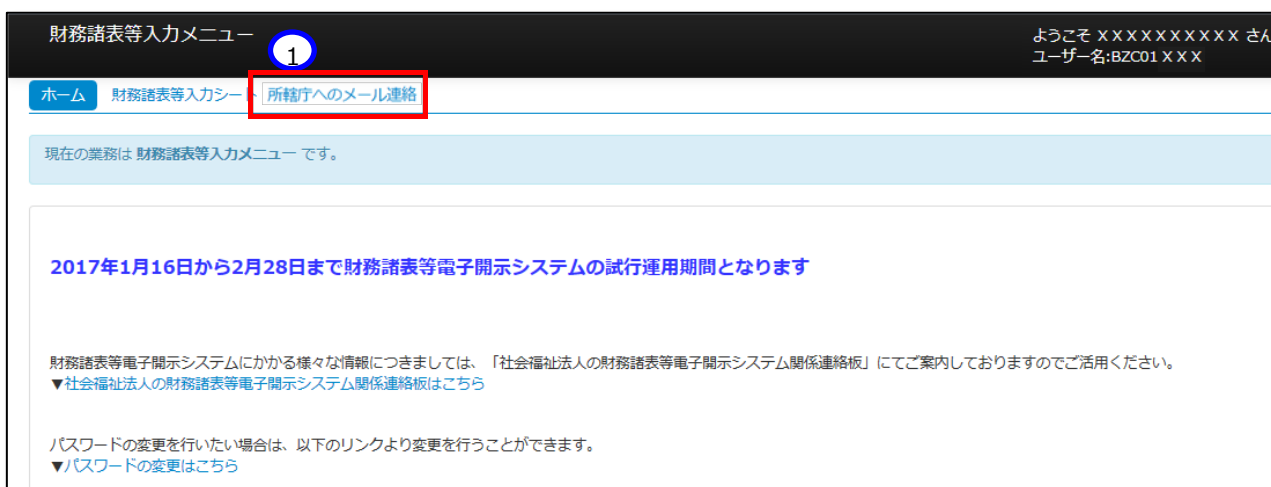 財務諸表等入力メニュー
ようこそ XXXXXXXXXX さん
ユーザー名:BZC01XXX
1
ホーム 財務諸表等入力シート 所轄庁へのメール連絡
現在の業務は 財務諸表等入力メニュー です。
2017年1月16日から2月28日まで財務諸表等電子開示システムの試行運用期間となります
財務諸表等電子開示システムにかかる様々な情報につきましては、「社会福祉法人の財務諸表等電子開示システム関係連絡板」にてご案内しておりますのでご活用ください。
▼社会福祉法人の財務諸表等電子開示システム関係連絡板はこちら
パスワードの変更を行いたい場合は、以下のリンクより変更を行うことができます。
▼パスワードの変更はこちら